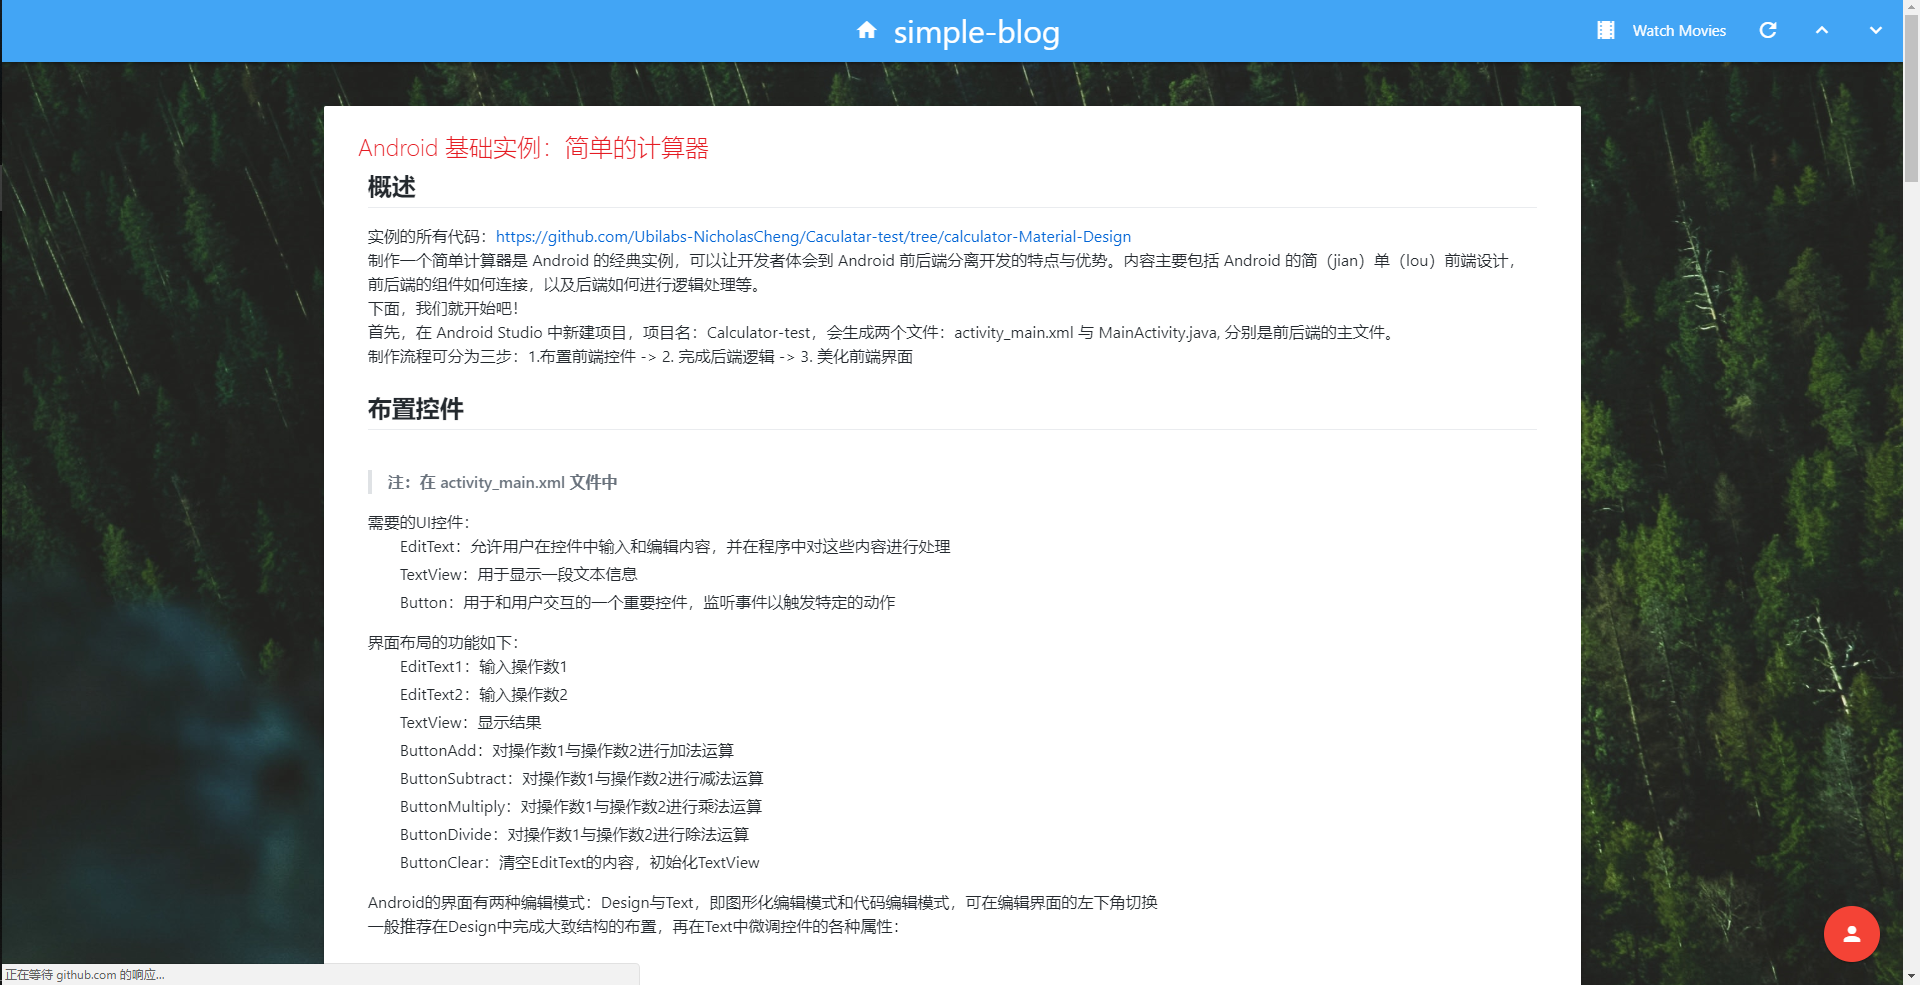 simple-blog
Watch Movies
Android 基础实例：简单的计算器
概述
实例的所有代码：https://github.com/Ubilabs-NicholasCheng/Caculatar-test/tree/calculator-Material-Design
制作一个简单计算器是 Android 的经典实例，可以让开发者体会到 Android 前后端分离开发的特点与优势。内容主要包括 Android 的简（jian）单（lou）前端设计，
前后端的组件如何连接，以及后端如何进行逻辑处理等。
下面，我们就开始吧！
首先，在 Android Studio 中新建项目，项目名：Calculator-test，会生成两个文件：activity_main.xml 与 MainActivity.java, 分别是前后端的主文件。
制作流程可分为三步：1.布置前端控件 -> 2. 完成后端逻辑 -> 3. 美化前端界面
布置控件
注：在 activity_main.xml 文件中
需要的UI控件：
EditText：允许用户在控件中输入和编辑内容，并在程序中对这些内容进行处理
TextView：用于显示一段文本信息
Button：用于和用户交互的一个重要控件，监听事件以触发特定的动作
界面布局的功能如下：
EditText1：输入操作数1
EditText2：输入操作数2
TextView：显示结果
ButtonAdd：对操作数1与操作数2进行加法运算
ButtonSubtract：对操作数1与操作数2进行减法运算
ButtonMultiply：对操作数1与操作数2进行乘法运算
ButtonDivide：对操作数1与操作数2进行除法运算
ButtonClear：清空EditText的内容，初始化TextView
Android的界面有两种编辑模式：Design与Text，即图形化编辑模式和代码编辑模式，可在编辑界面的左下角切换
一般推荐在Design中完成大致结构的布置，再在Text中微调控件的各种属性：
正在等待 github.com 的响应...